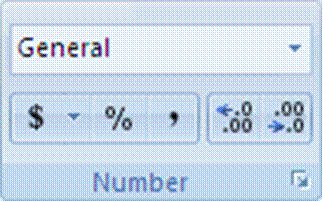 General
$ % , .0 .00 .00 .0
Number